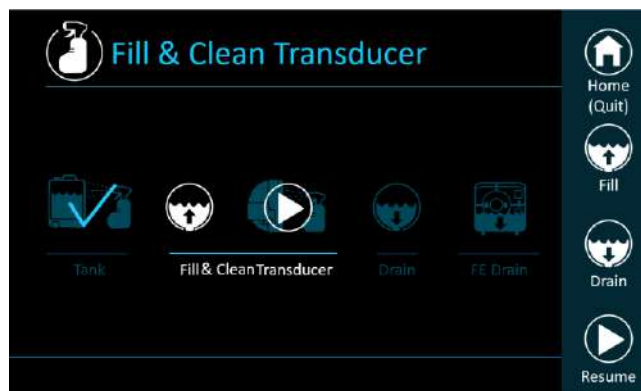 Fill & Clean Transducer
Home
(Quit)
Fill
Drain
Resume
Tank
Fill & Clean Transducer
Drain
FE Drain